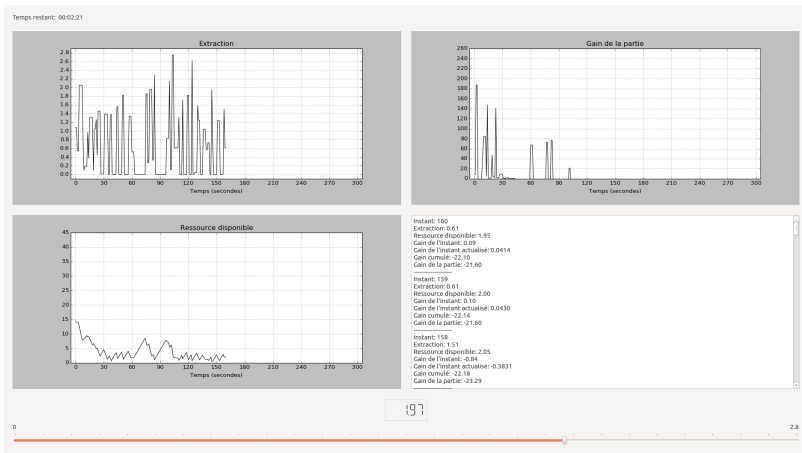 Temps restant: 00:02:21
Extraction
2.8
2.6
2.4
2.2
2.0
1.8
1.6
1.4
1.2
1.0
0.8
0.6
0.4
0.2
0.0
0 30 60 90 120 150 180 210 240 270 300
Temps (secondes)
Gain de la partie
260
240
220
200
180
160
140
120
100
80
60
40
20
0
0 30 60 90 120 150 180 210 240 270 300
Temps (secondes)
Ressource disponible
45
40
35
30
25
20
15
10
5
0
0 30 60 90 120 150 180 210 240 270 300
Temps (secondes)
Instant: 160
Extraction: 0.61
Ressource disponible: 1.95
Gain de l'instant: 0.09
Gain de l'instant actualisé: 0.0414
Gain cumulé: -22.10
Gain de la partie: -21.60
--------------------
Instant: 159
Extraction: 0.61
Ressource disponible: 2.00
Gain de l'instant: 0.10
Gain de l'instant actualisé: 0.0430
Gain cumulé: -22.14
Gain de la partie: -21.60
--------------------
Instant: 158
Extraction: 1.51
Ressource disponible: 2.05
Gain de l'instant: -0.84
Gain de l'instant actualisé: -0.3831
Gain cumulé: -22.18
Gain de la partie: -23.29
--------------------
1.97
0 2.8